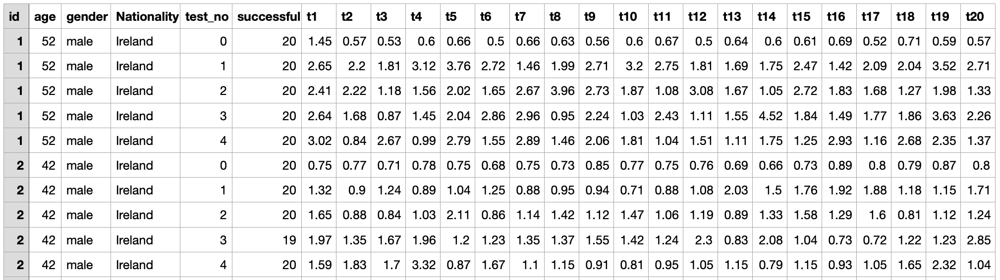 id age gender Nationality test_no successful t1 t2 t3 t4 t5 t6 t7 t8 t9 t10 t11 t12 t13 t14 t15 t16 t17 t18 t19 t20
1 52 male Ireland 0 20 1.45 0.57 0.53 0.6 0.66 0.5 0.66 0.63 0.56 0.6 0.67 0.5 0.64 0.6 0.61 0.69 0.52 0.71 0.59 0.57
1 52 male Ireland 1 20 2.65 2.2 1.81 3.12 3.76 2.72 1.46 1.99 2.71 3.2 2.75 1.81 1.69 1.75 2.47 1.42 2.09 2.04 3.52 2.71
1 52 male Ireland 2 20 2.41 2.22 1.18 1.56 2.02 1.65 2.67 3.96 2.73 1.87 1.08 3.08 1.67 1.05 2.72 1.83 1.68 1.27 1.98 1.33
1 52 male Ireland 3 20 2.64 1.68 0.87 1.45 2.04 2.86 2.96 0.95 2.24 1.03 2.43 1.11 1.55 4.52 1.84 1.49 1.77 1.86 3.63 2.26
1 52 male Ireland 4 20 3.02 0.84 2.67 0.99 2.79 1.55 2.89 1.46 2.06 1.81 1.04 1.51 1.11 1.75 1.25 2.93 1.16 2.68 2.35 1.37
2 42 male Ireland 0 20 0.75 0.77 0.71 0.78 0.75 0.68 0.75 0.73 0.85 0.77 0.75 0.76 0.69 0.66 0.73 0.89 0.8 0.79 0.87 0.8
2 42 male Ireland 1 20 1.32 0.9 1.24 0.89 1.04 1.25 0.88 0.95 0.94 0.71 0.88 1.08 2.03 1.5 1.76 1.92 1.88 1.18 1.15 1.71
2 42 male Ireland 2 20 1.65 0.88 0.84 1.03 2.11 0.86 1.14 1.42 1.12 1.47 1.06 1.19 0.89 1.33 1.58 1.29 1.6 0.81 1.12 1.24
2 42 male Ireland 3 19 1.97 1.35 1.67 1.96 1.2 1.23 1.35 1.37 1.55 1.42 1.24 2.3 0.83 2.08 1.04 0.73 0.72 1.22 1.23 2.85
2 42 male Ireland 4 20 1.59 1.83 1.7 3.32 0.87 1.67 1.1 1.15 0.91 0.81 0.95 1.05 1.15 0.79 1.15 0.93 1.05 1.65 2.32 1.04